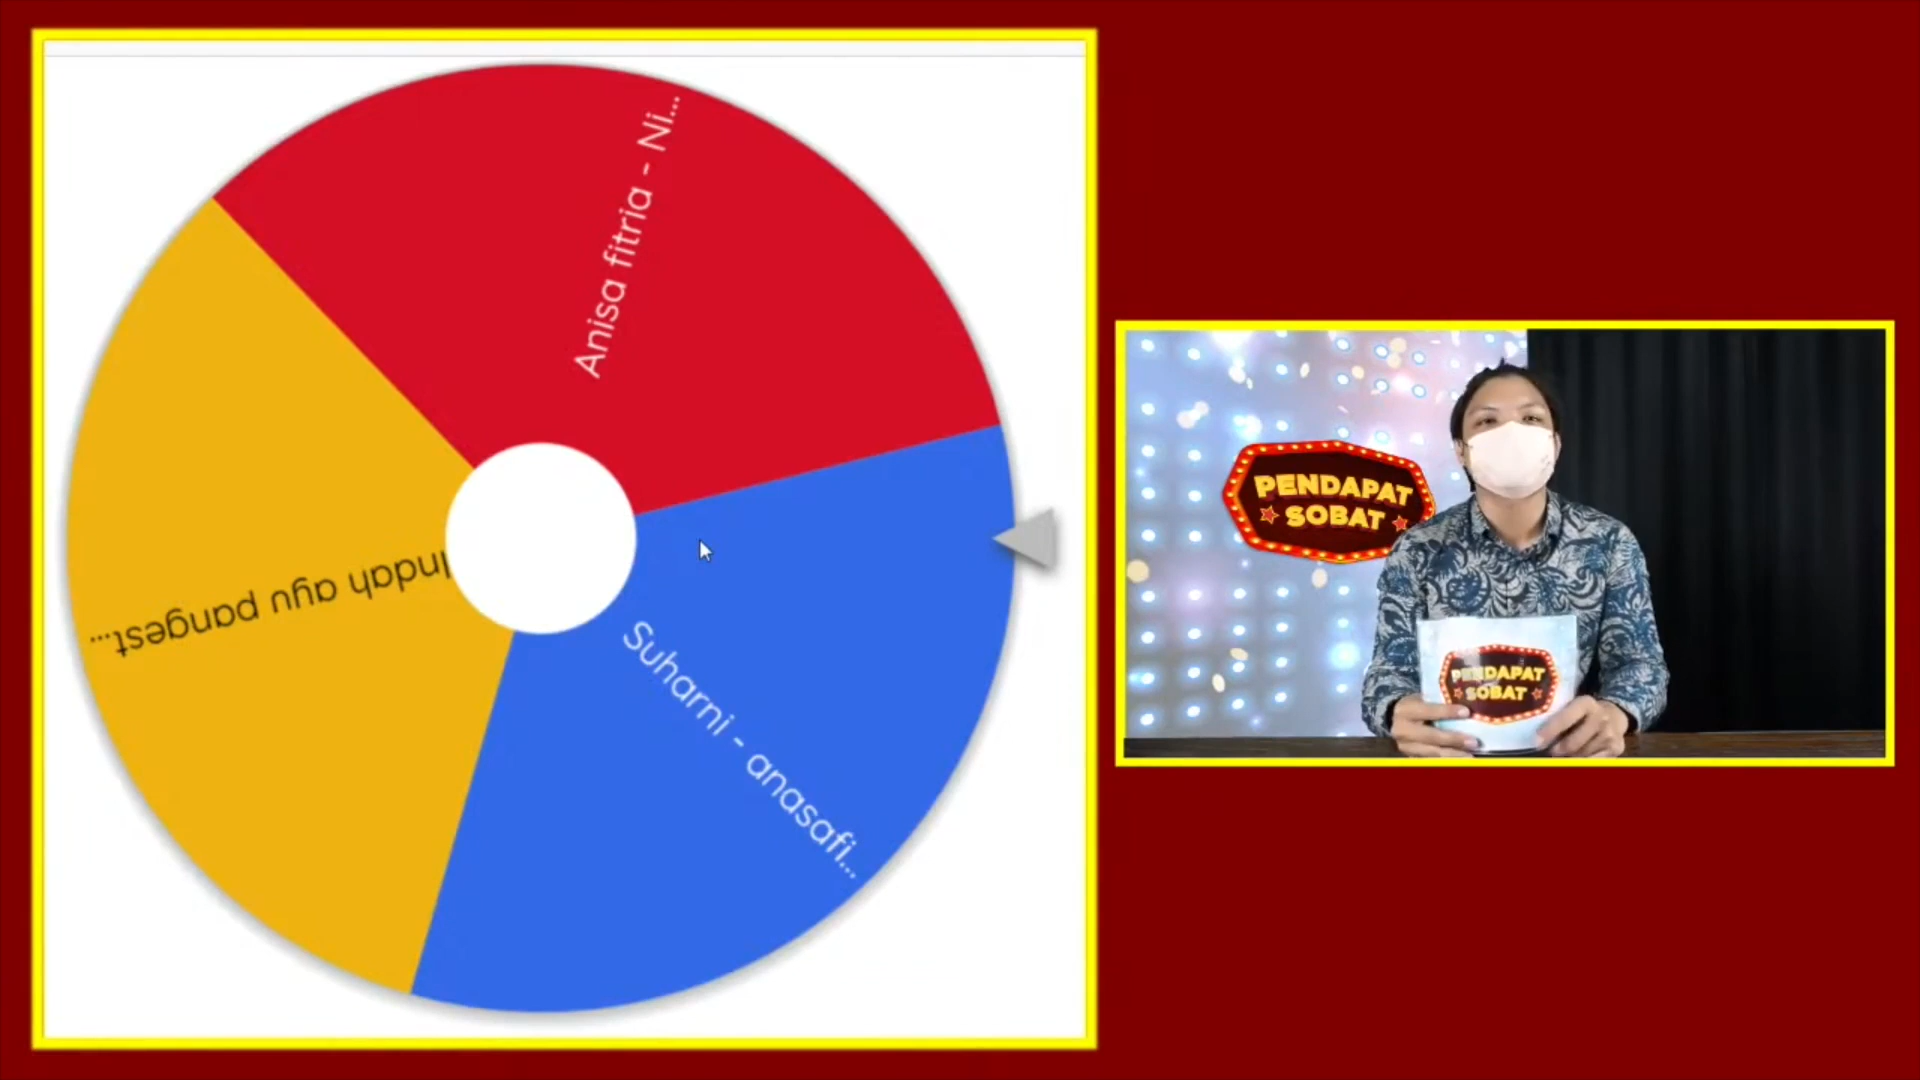 Anisa fitria - Ni...
Indah ayu pangest...
Suharni - anasafi...
PENDAPAT
SOBAT
PENDAPAT
SOBAT